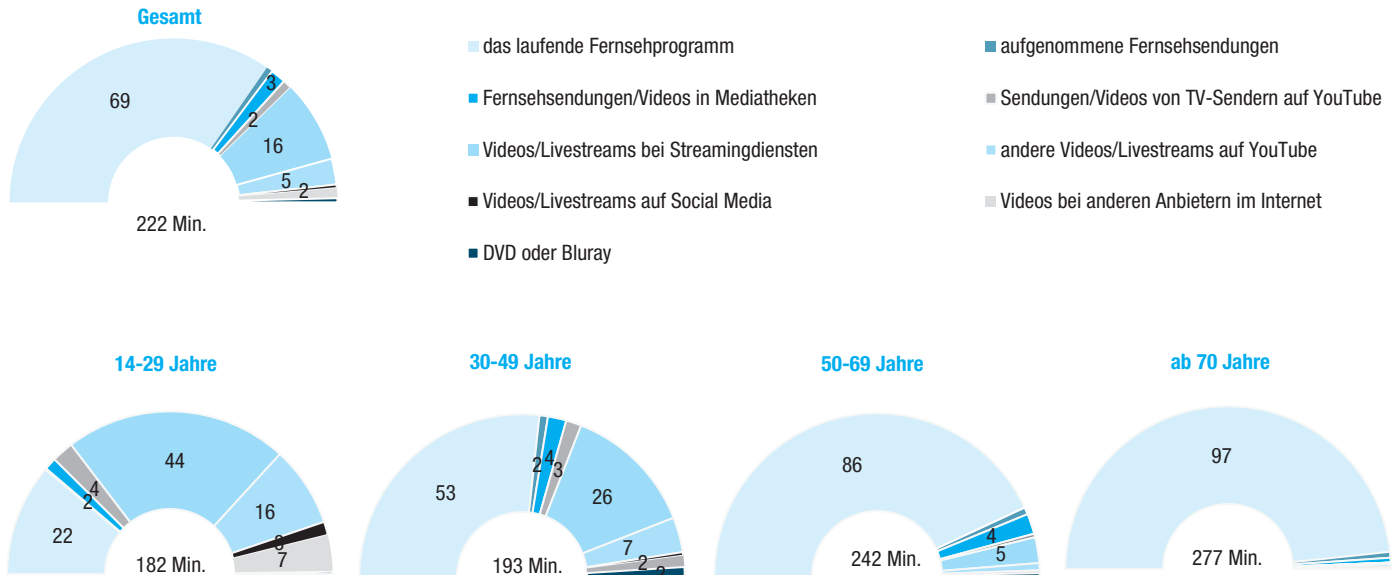 Gesamt
69
3
2
16
5
2
222 Min.
das laufende Fernsehprogramm
aufgenommene Fernsehsendungen
Fernsehsendungen/Videos in Mediatheken
Sendungen/Videos von TV-Sendern auf YouTube
Videos/Livestreams bei Streamingdiensten
andere Videos/Livestreams auf YouTube
Videos/Livestreams auf Social Media
Videos bei anderen Anbietern im Internet
DVD oder Bluray
14-29 Jahre
22
2
4
44
16
3
7
182 Min.
30-49 Jahre
53
2
4
3
26
7
2
2
193 Min.
50-69 Jahre
86
4
5
242 Min.
ab 70 Jahre
97
277 Min.